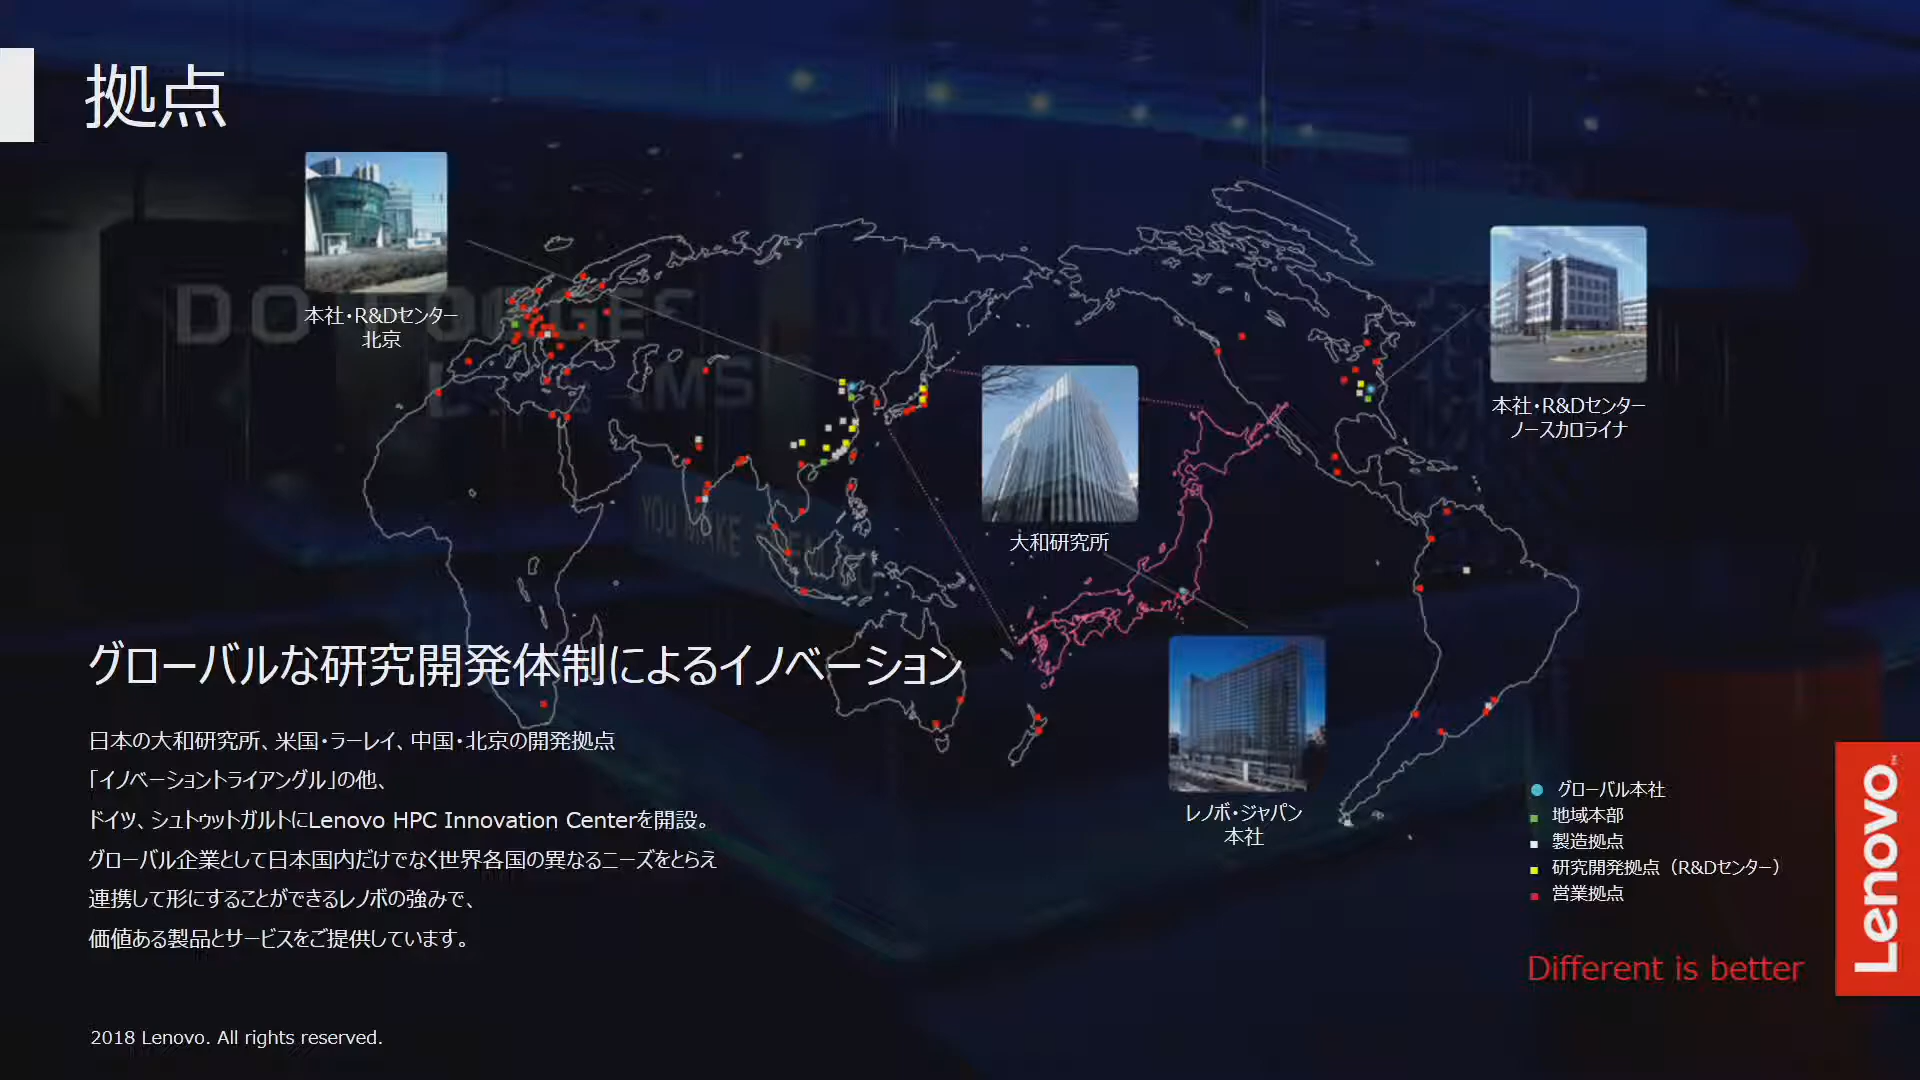 拠点
本社・R&Dセンター
北京
本社・R&Dセンター
ノースカロライナ
大和研究所
レノボ・ジャパン
本社
グローバルな研究開発体制によるイノベーション
日本の大和研究所、米国・ラーレイ、中国・北京の開発拠点
「イノベーショントライアングル」の他、
ドイツ、シュトゥットガルトにLenovo HPC Innovation Centerを開設。
グローバル企業として日本国内だけでなく世界各国の異なるニーズをとらえ
連携して形にすることができるレノボの強みで、
価値ある製品とサービスをご提供しています。
グローバル本社
地域本部
製造拠点
研究開発拠点（R&Dセンター）
営業拠点
Different is better
Lenovo™
2018 Lenovo. All rights reserved.
YOU MAKE